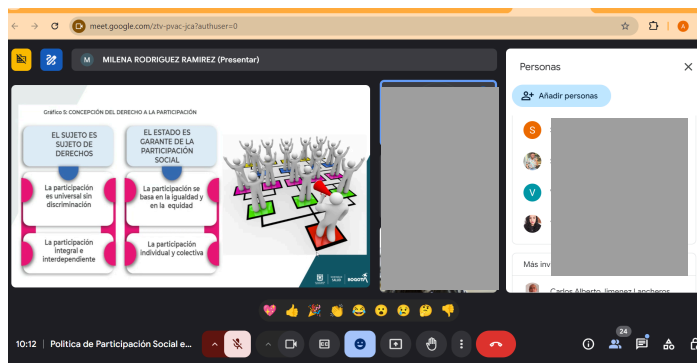 meet.google.com/ztv-pvac-jca?authuser=0
A
M MILENA RODRIGUEZ RAMIREZ (Presentar)
Gráfico 5: CONCEPCIÓN DEL DERECHO A LA PARTICIPACIÓN
EL SUJETO ES
SUJETO DE
DERECHOS
EL ESTADO ES
GARANTE DE LA
PARTICIPACIÓN
SOCIAL
La participación
es universal sin
discriminación
La participación se
basa en la igualdad y
en la equidad
La participación
integral e
interdependiente
La participación
individual y colectiva
SALUD
BOGOTÁ
Personas
Añadir personas
S
V
Más inv
Carlos Alberto Jimenez Lancheros
10:12 | Politica de Participación Social e...
24